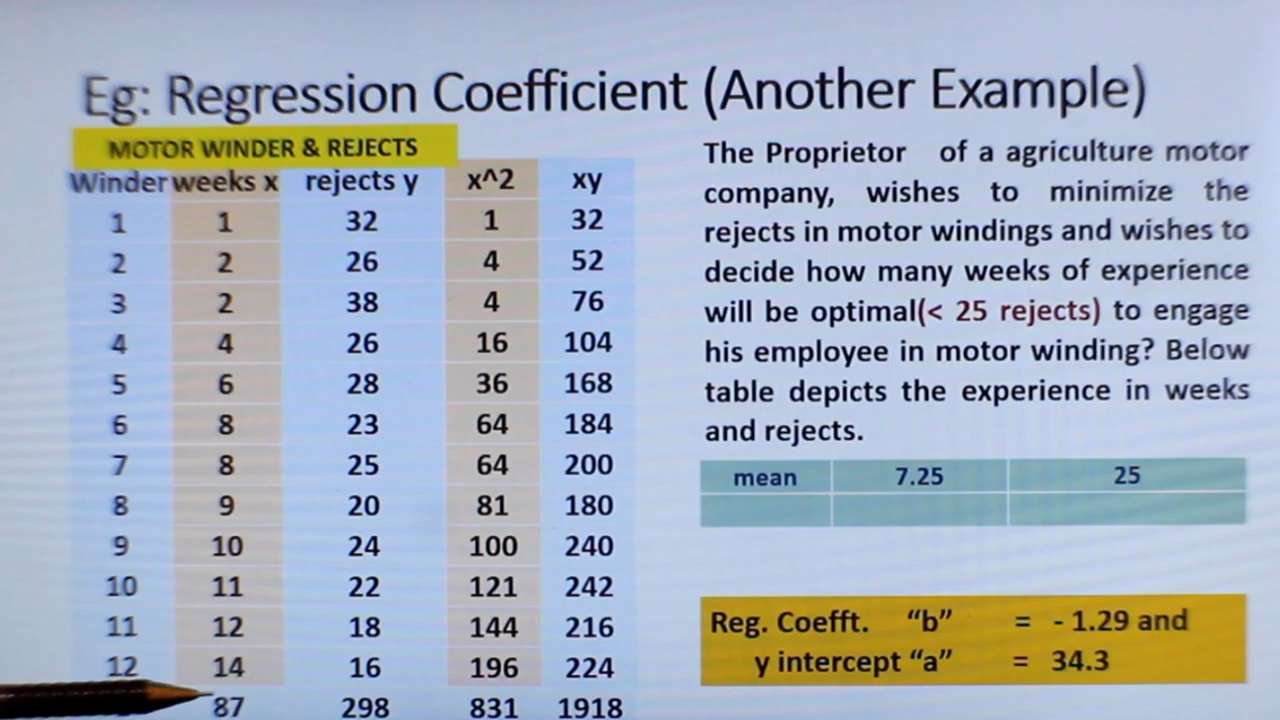 Eg: Regression Coefficient (Another Example)
MOTOR WINDER & REJECTS
Winder weeks x rejects y x^2 xy
1 1 32 1 32
2 2 26 4 52
3 2 38 4 76
4 4 26 16 104
5 6 28 36 168
6 8 23 64 184
7 8 25 64 200
8 9 20 81 180
9 10 24 100 240
10 11 22 121 242
11 12 18 144 216
12 14 16 196 224
87 298 831 1918
The Proprietor of a agriculture motor
company, wishes to minimize the
rejects in motor windings and wishes to
decide how many weeks of experience
will be optimal(< 25 rejects) to engage
his employee in motor winding? Below
table depicts the experience in weeks
and rejects.
mean 7.25 25
Reg. Coefft. “b” = - 1.29 and
y intercept “a” = 34.3